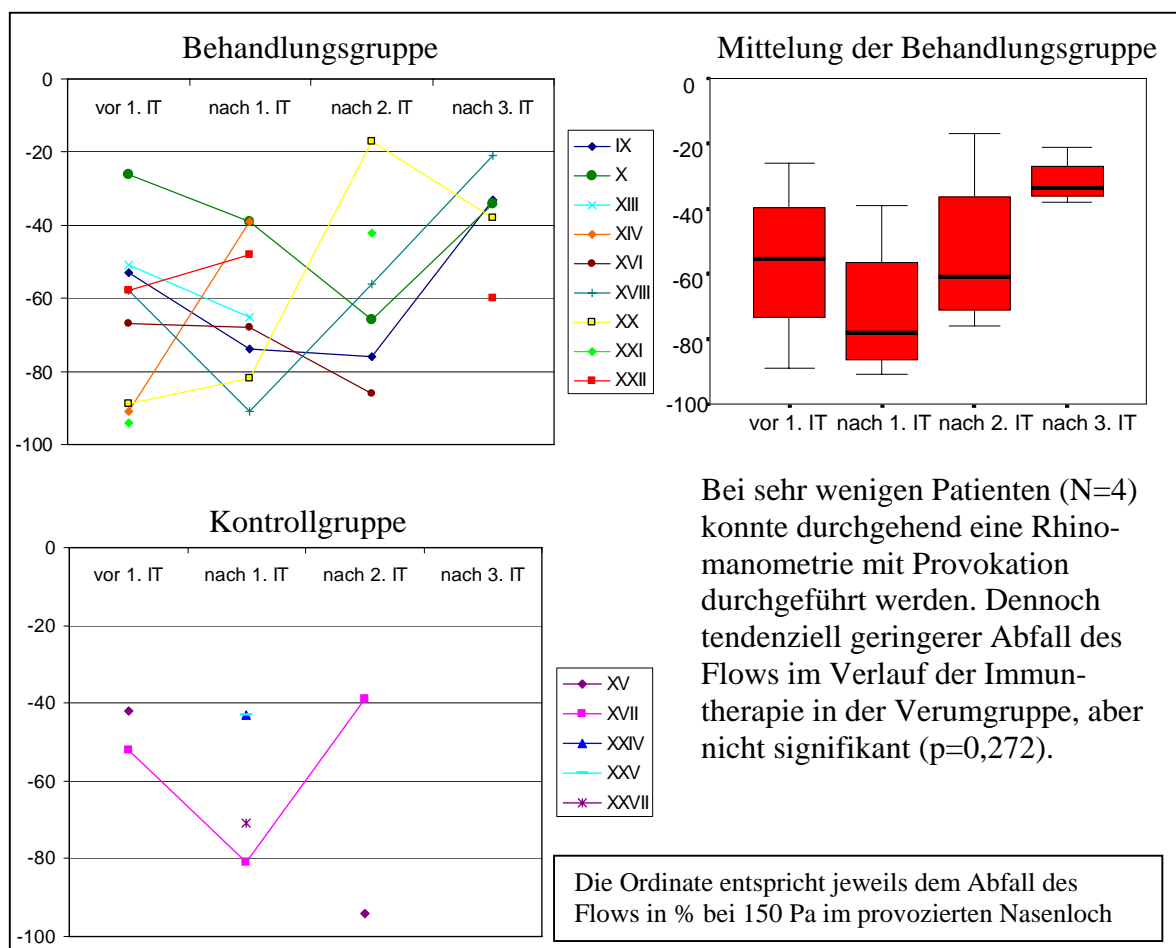 Behandlungsgruppe
0
-20
-40
-60
-80
-100
vor 1. IT nach 1. IT nach 2. IT nach 3. IT
IX
X
XIII
XIV
XVI
XVIII
XX
XXI
XXII
Mittelung der Behandlungsgruppe
0
-20
-40
-60
-80
-100
vor 1. IT nach 1. IT nach 2. IT nach 3. IT
Kontrollgruppe
0
-20
-40
-60
-80
-100
vor 1. IT nach 1. IT nach 2. IT nach 3. IT
XV
XVII
XXIV
XXV
XXVII
Bei sehr wenigen Patienten (N=4)
konnte durchgehend eine Rhino-
manometrie mit Provokation
durchgeführt werden. Dennoch
tendenziell geringerer Abfall des
Flows im Verlauf der Immun-
therapie in der Verumgruppe, aber
nicht signifikant (p=0,272).
Die Ordinate entspricht jeweils dem Abfall des
Flows in % bei 150 Pa im provozierten Nasenloch